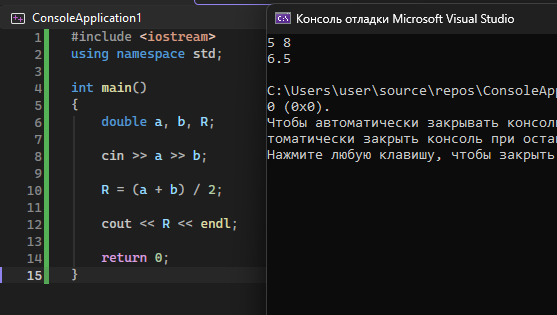 ConsoleApplication1
1 #include <iostream>
2 using namespace std;
3
4 int main()
5 {
6 double a, b, R;
7
8 cin >> a >> b;
9
10 R = (a + b) / 2;
11
12 cout << R << endl;
13
14 return 0;
15 }
Консоль отладки Microsoft Visual Studio
5 8
6.5
C:\Users\user\source\repos\ConsoleApp
0 (0x0).
Чтобы автоматически закрывать консоль
томатически закрыть консоль при оста
Нажмите любую клавишу, чтобы закрыть